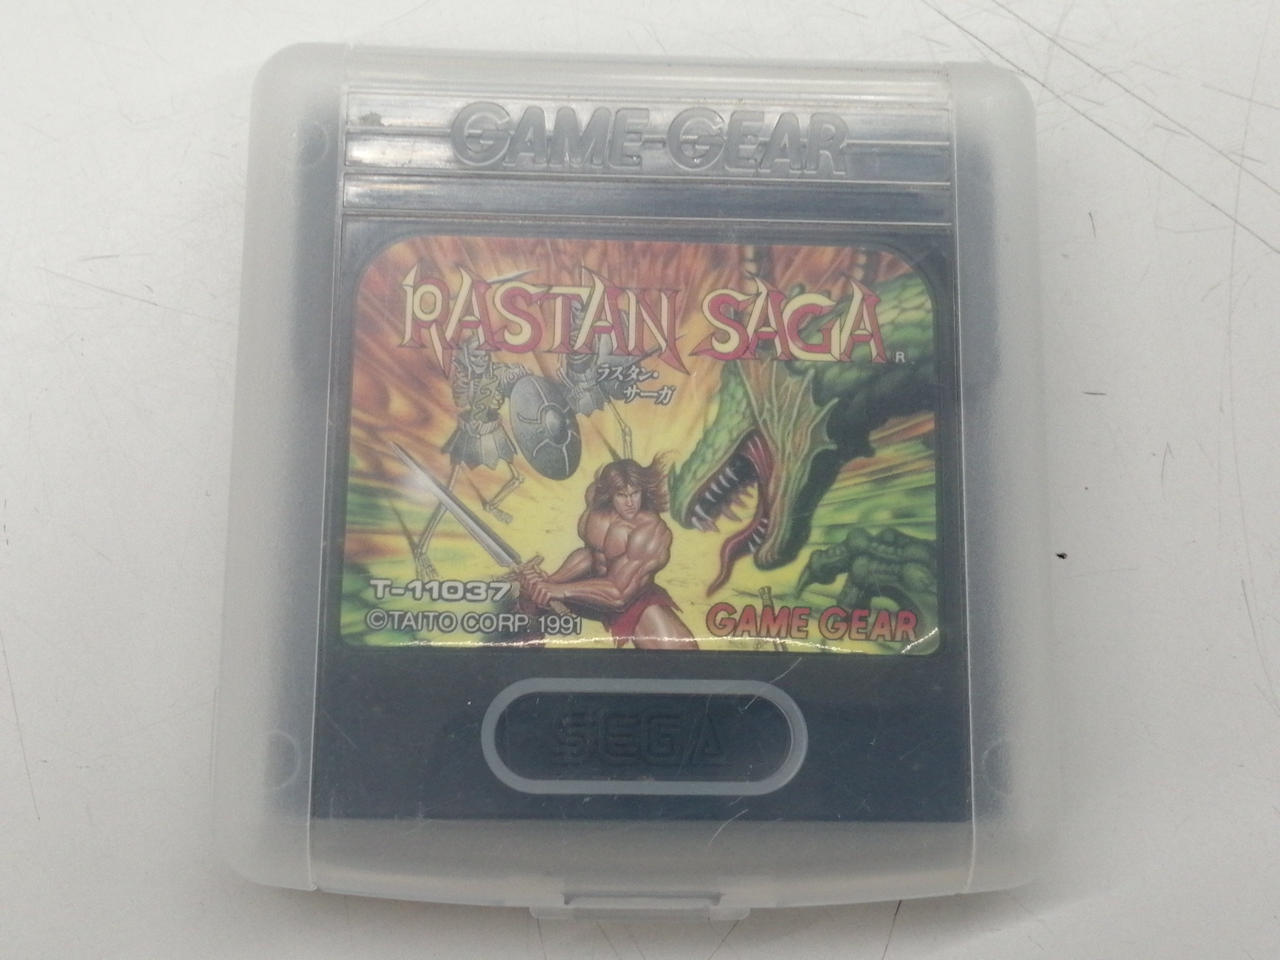 GAME-GEAR
RASTAN SAGA®
ラスタン・
サーガ
T-11037
©TAITO CORP. 1991
GAME GEAR
SEGA